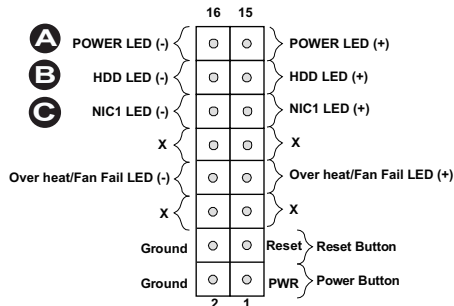 16 15
A POWER LED (-) POWER LED (+)
B HDD LED (-) HDD LED (+)
C NIC1 LED (-) NIC1 LED (+)
X X
Over heat/Fan Fail LED (-) Over heat/Fan Fail LED (+)
X X
Ground Reset Reset Button
Ground PWR Power Button
2 1